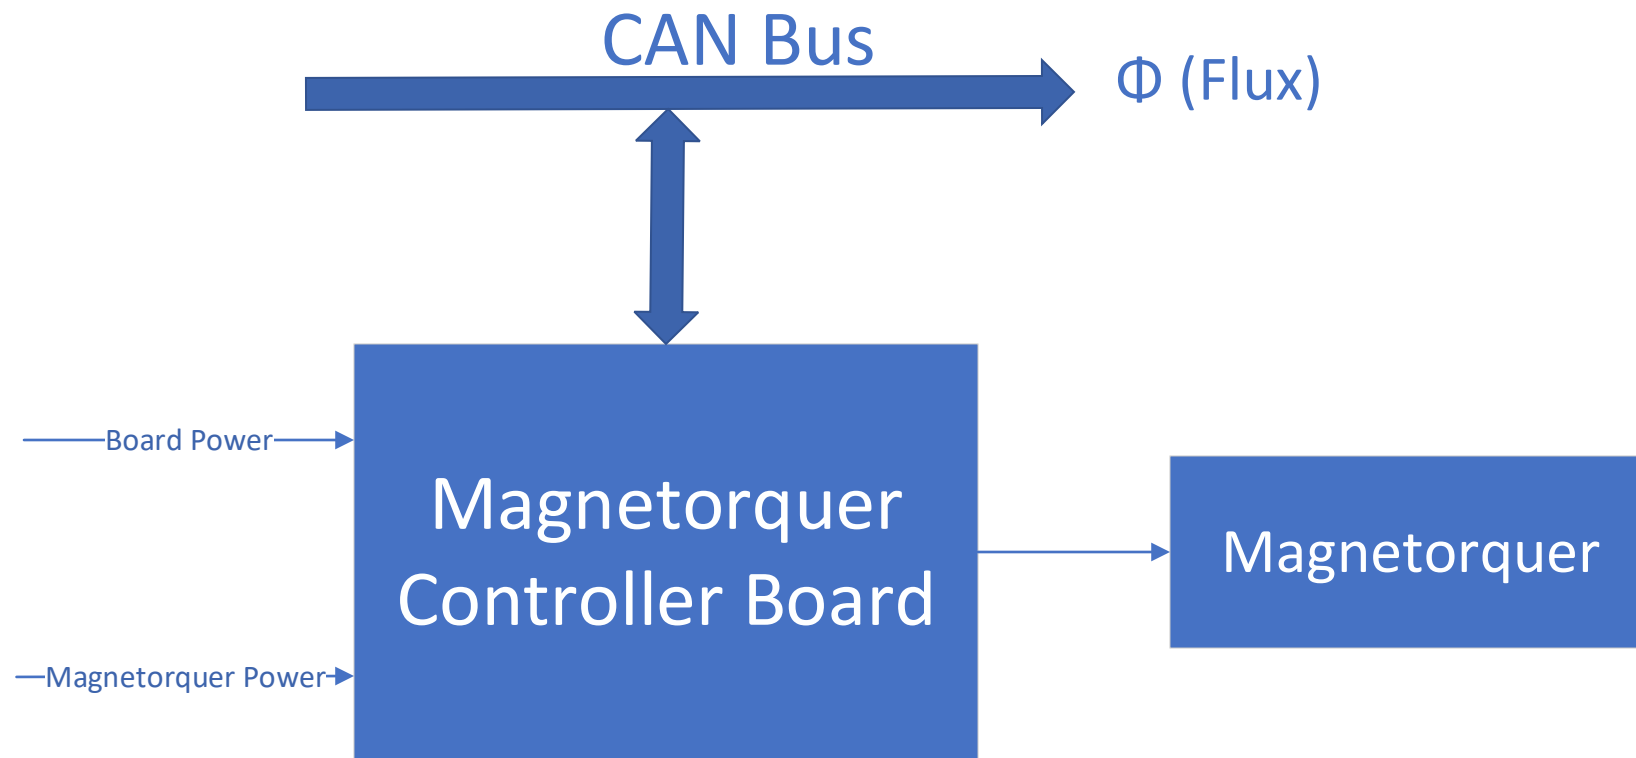 CAN Bus
Φ (Flux)
Board Power
Magnetorquer
Controller Board
Magnetorquer
Magnetorquer Power